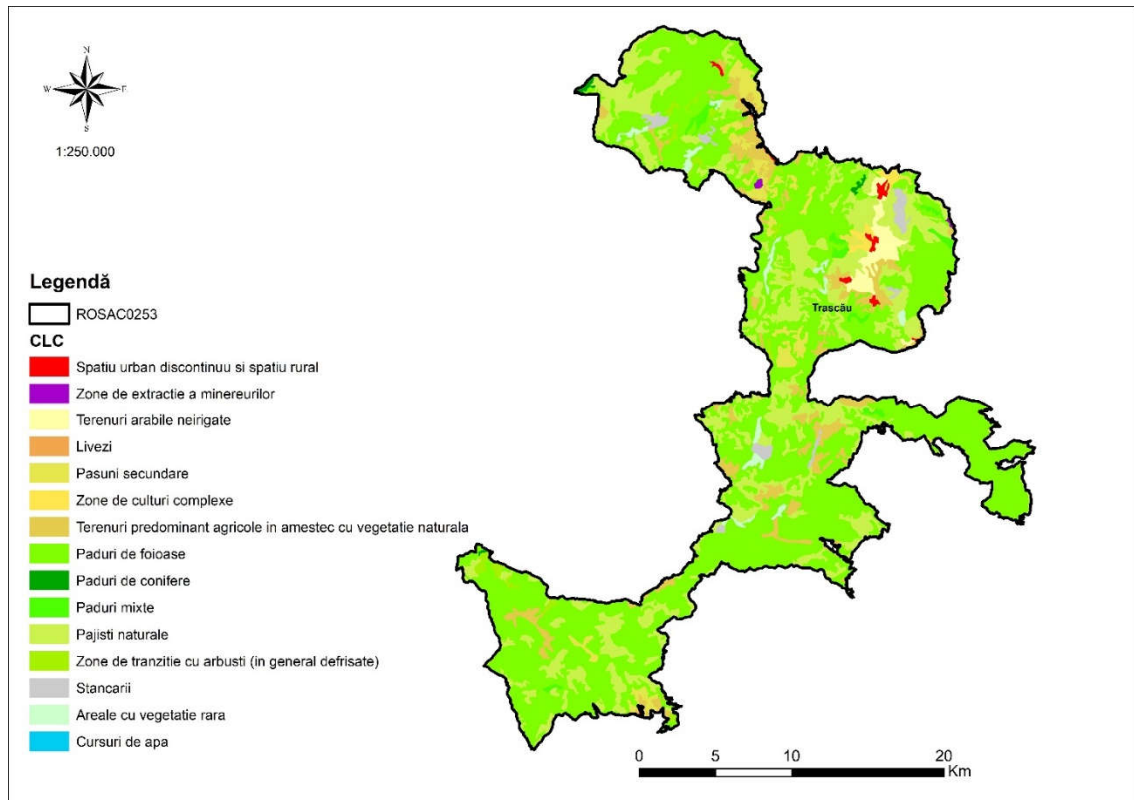 N
W
E
S
1:250.000
Trascău
Legendă
ROSAC0253
CLC
Spatiu urban discontinuu si spatiu rural
Zone de extractie a minereurilor
Terenuri arabile neirigate
Livezi
Pasuni secundare
Zone de culturi complexe
Terenuri predominant agricole in amestec cu vegetatie naturala
Paduri de foioase
Paduri de conifere
Paduri mixte
Pajisti naturale
Zone de tranzitie cu arbusti (in general defrisate)
Stancarii
Areale cu vegetatie rara
Cursuri de apa
0 5 10 20
Km